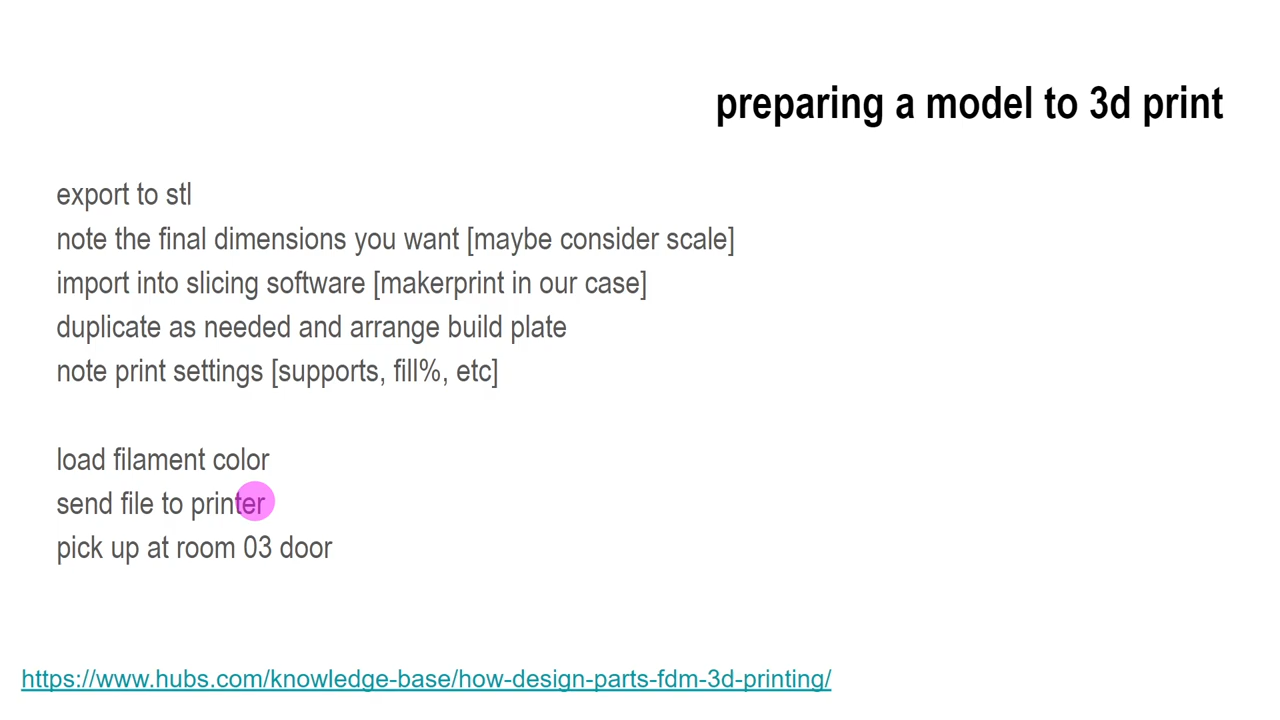 preparing a model to 3d print
export to stl
note the final dimensions you want [maybe consider scale]
import into slicing software [makerprint in our case]
duplicate as needed and arrange build plate
note print settings [supports, fill%, etc]
load filament color
send file to printer
pick up at room 03 door
https://www.hubs.com/knowledge-base/how-design-parts-fdm-3d-printing/